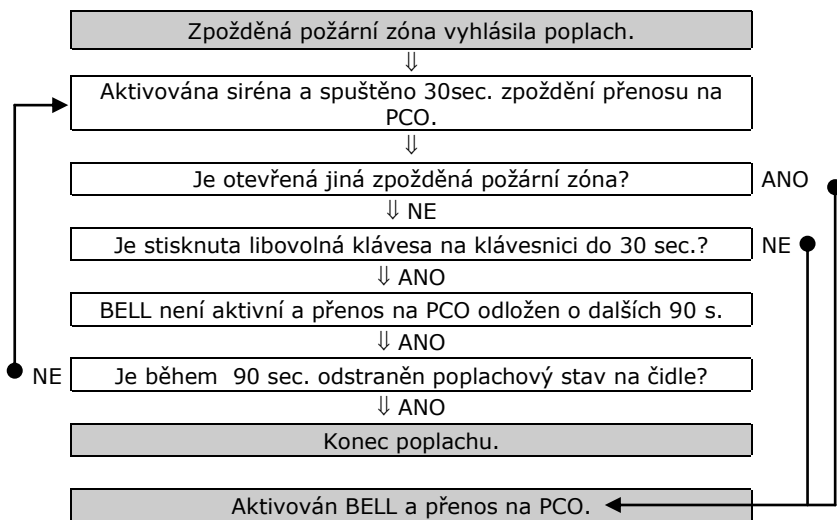 Zpožděná požární zóna vyhlásila poplach.
⇓
Aktivována siréna a spuštěno 30sec. zpoždění přenosu na
PCO.
⇓
Je otevřená jiná zpožděná požární zóna? ANO
⇓ NE
Je stisknuta libovolná klávesa na klávesnici do 30 sec.? NE
⇓ ANO
BELL není aktivní a přenos na PCO odložen o dalších 90 s.
⇓ ANO
NE Je během 90 sec. odstraněn poplachový stav na čidle?
⇓ ANO
Konec poplachu.
Aktivován BELL a přenos na PCO.